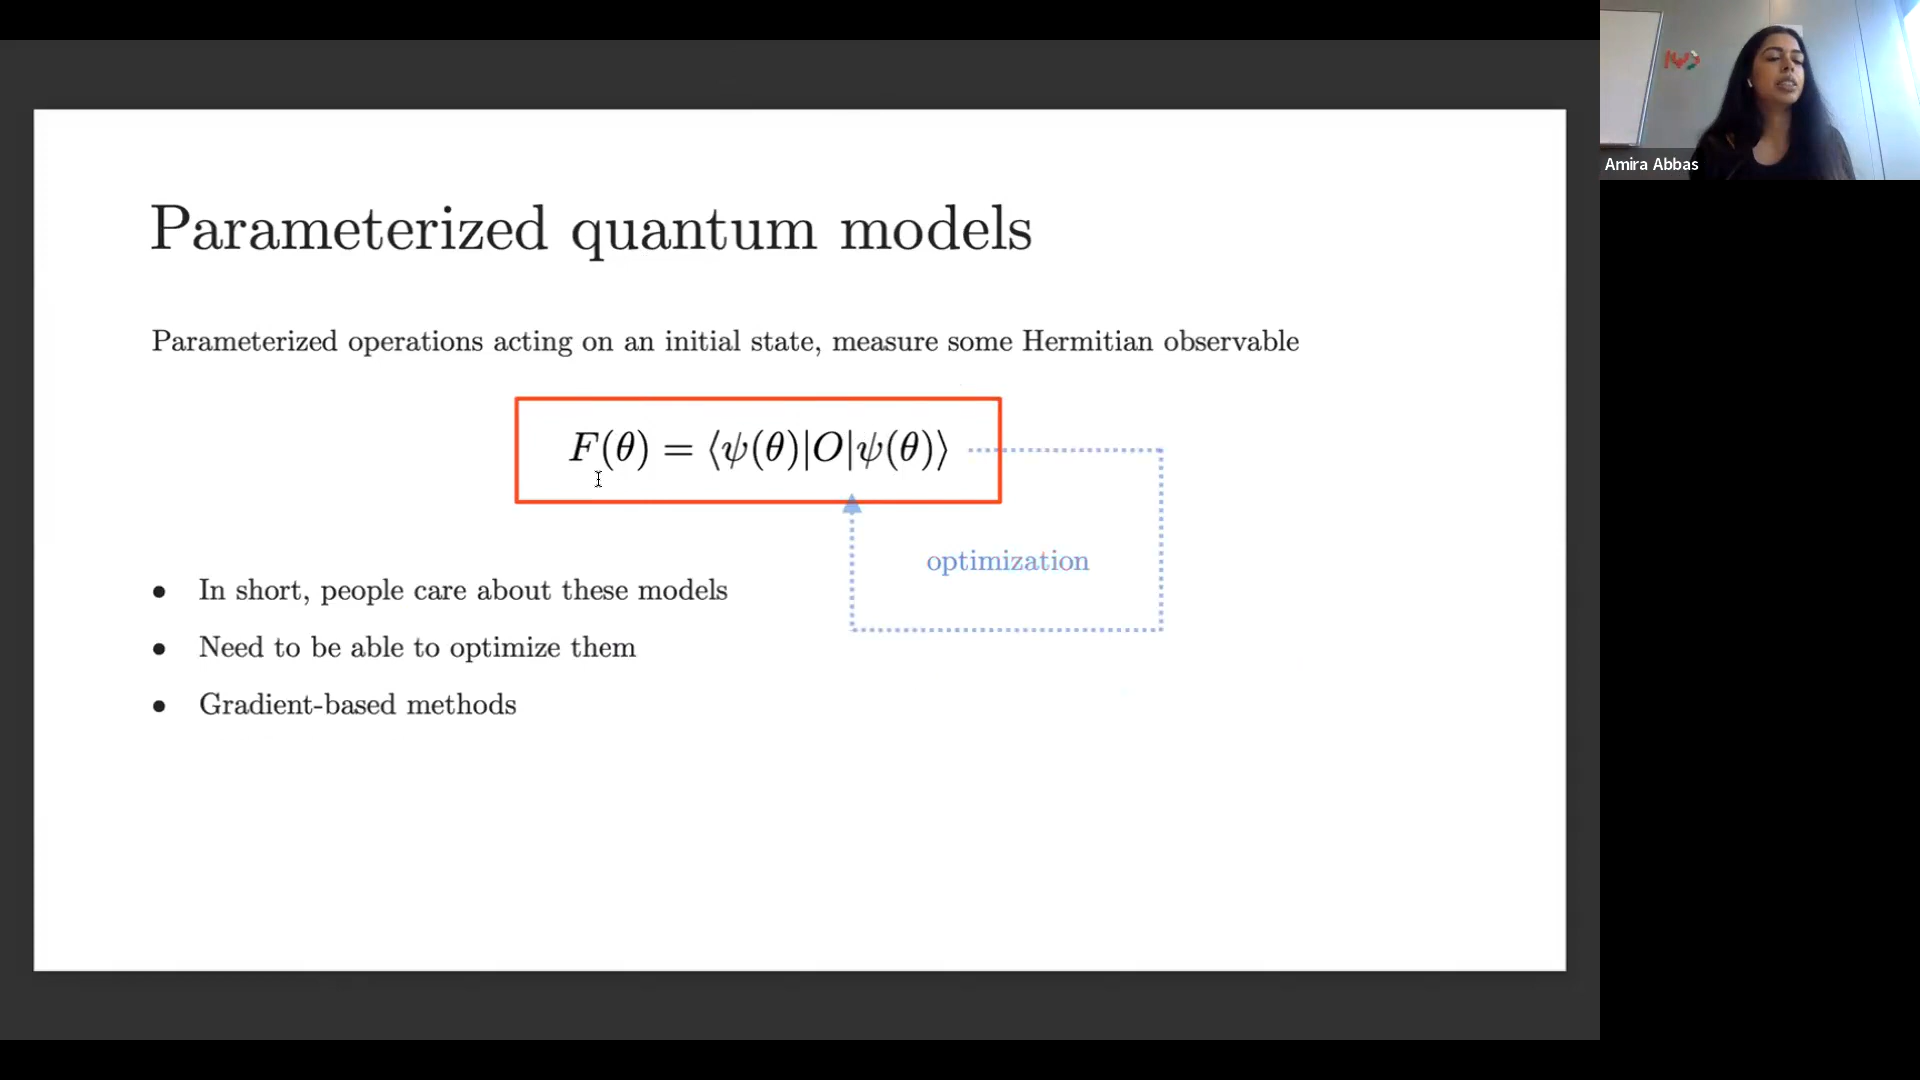 Parameterized quantum models
Parameterized operations acting on an initial state, measure some Hermitian observable
F(θ) = ⟨ψ(θ)|O|ψ(θ)⟩
optimization
● In short, people care about these models
● Need to be able to optimize them
● Gradient-based methods
Amira Abbas